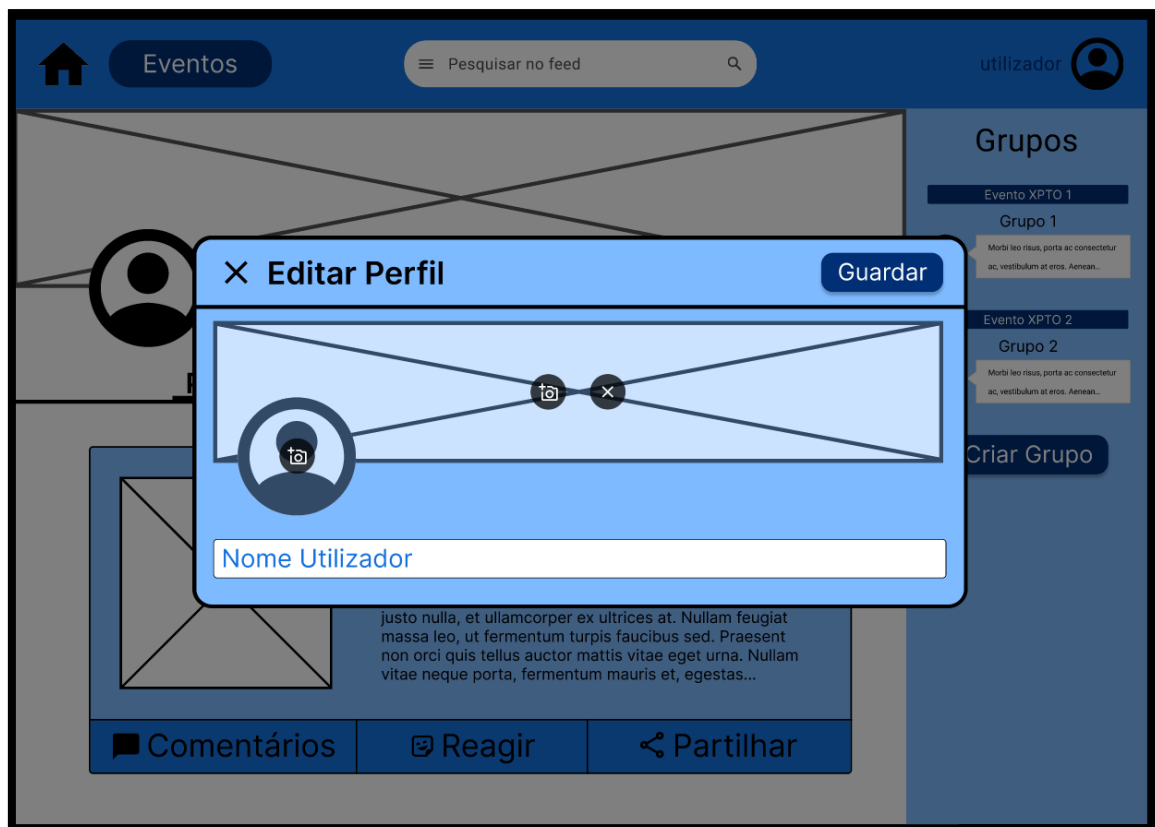 Eventos
Pesquisar no feed
utilizador
Grupos
Evento XPTO 1
Grupo 1
Morbi leo risus, porta ac consectetur
ac, vestibulum at eros. Aenean...
Editar Perfil
Guardar
Evento XPTO 2
Grupo 2
Morbi leo risus, porta ac consectetur
ac, vestibulum at eros. Aenean...
Criar Grupo
Nome Utilizador
justo nulla, et ullamcorper ex ultrices at. Nullam feugiat
massa leo, ut fermentum turpis faucibus sed. Praesent
non orci quis tellus auctor mattis vitae eget urna. Nullam
vitae neque porta, fermentum mauris et, egestas...
Comentários
Reagir
Partilhar